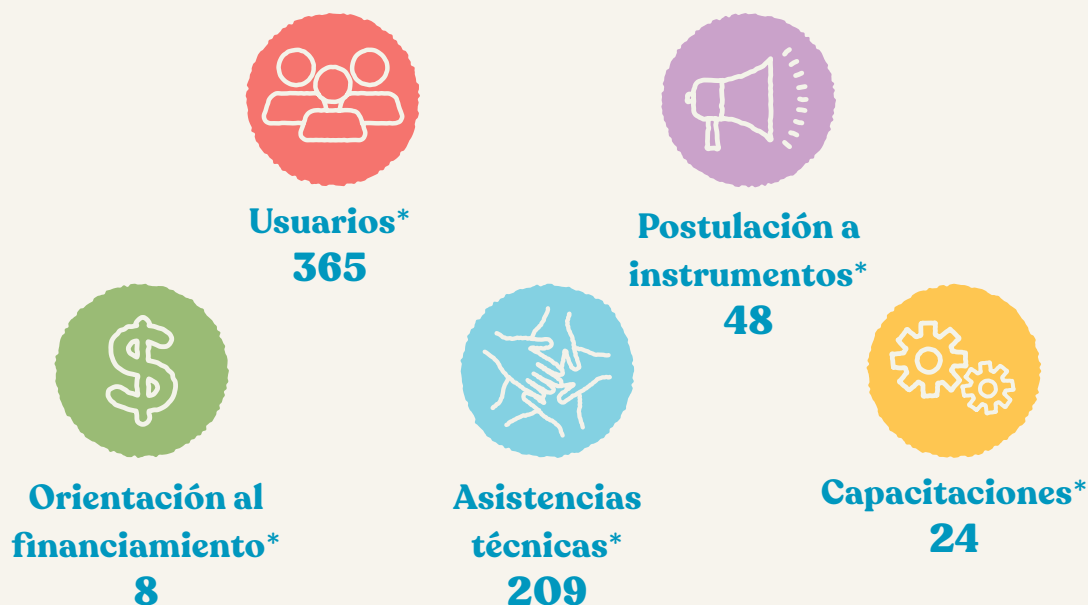 Usuarios*
365
Postulación a
instrumentos*
48
Orientación al
financiamiento*
8
Asistencias
técnicas*
209
Capacitaciones*
24